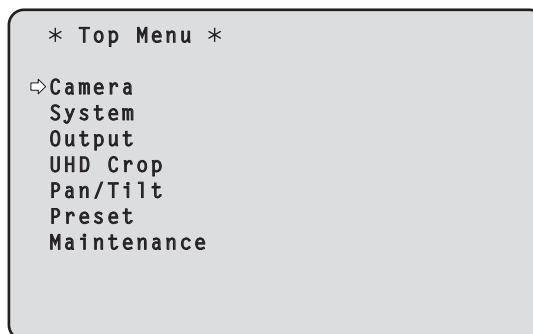 * Top Menu *
⇨Camera
System
Output
UHD Crop
Pan/Tilt
Preset
Maintenance